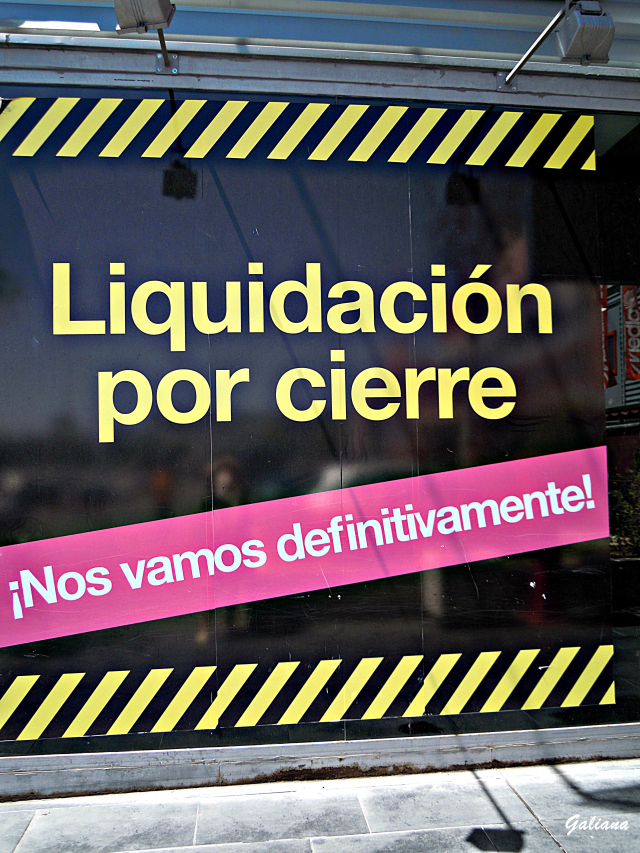 Liquidación
por cierre
¡Nos vamos definitivamente!
Galiana